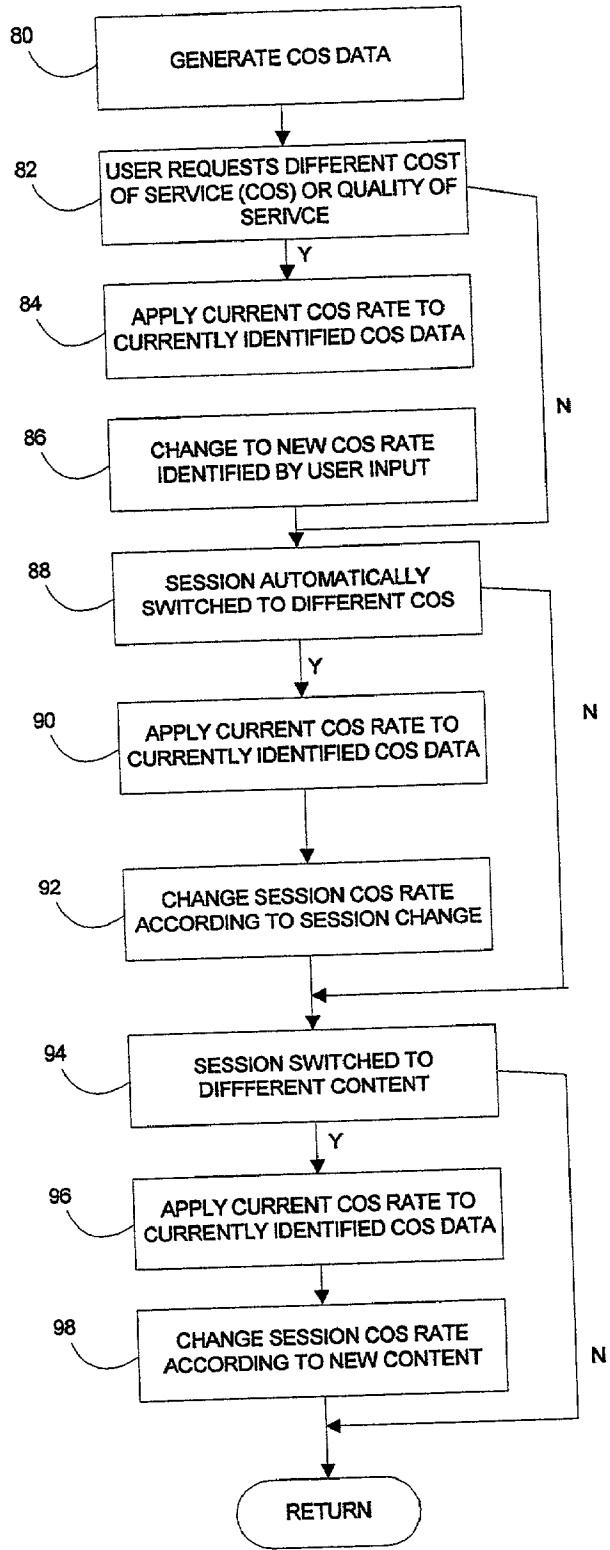 80
GENERATE COS DATA
82
USER REQUESTS DIFFERENT COST
OF SERVICE (COS) OR QUALITY OF
SERIVCE
Y
84
APPLY CURRENT COS RATE TO
CURRENTLY IDENTIFIED COS DATA
N
86
CHANGE TO NEW COS RATE
IDENTIFIED BY USER INPUT
88
SESSION AUTOMATICALLY
SWITCHED TO DIFFERENT COS
Y
N
90
APPLY CURRENT COS RATE TO
CURRENTLY IDENTIFIED COS DATA
92
CHANGE SESSION COS RATE
ACCORDING TO SESSION CHANGE
94
SESSION SWITCHED TO
DIFFFERENT CONTENT
Y
96
APPLY CURRENT COS RATE TO
CURRENTLY IDENTIFIED COS DATA
98
CHANGE SESSION COS RATE
ACCORDING TO NEW CONTENT
N
RETURN